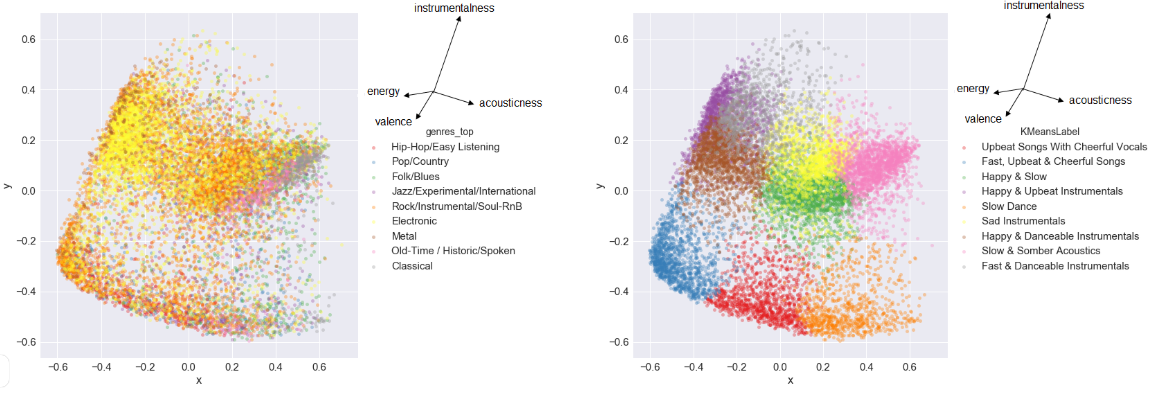 instrumentalness
energy
acousticness
valence
genres_top
Hip-Hop/Easy Listening
Pop/Country
Folk/Blues
Jazz/Experimental/International
Rock/Instrumental/Soul-RnB
Electronic
Metal
Old-Time / Historic/Spoken
Classical
0.6
0.4
0.2
0.0
−0.2
−0.4
−0.6
y
−0.6 −0.4 −0.2 0.0 0.2 0.4 0.6
x
instrumentalness
energy
acousticness
valence
KMeansLabel
Upbeat Songs With Cheerful Vocals
Fast, Upbeat & Cheerful Songs
Happy & Slow
Happy & Upbeat Instrumentals
Slow Dance
Sad Instrumentals
Happy & Danceable Instrumentals
Slow & Somber Acoustics
Fast & Danceable Instrumentals
0.6
0.4
0.2
0.0
−0.2
−0.4
−0.6
y
−0.6 −0.4 −0.2 0.0 0.2 0.4 0.6
x